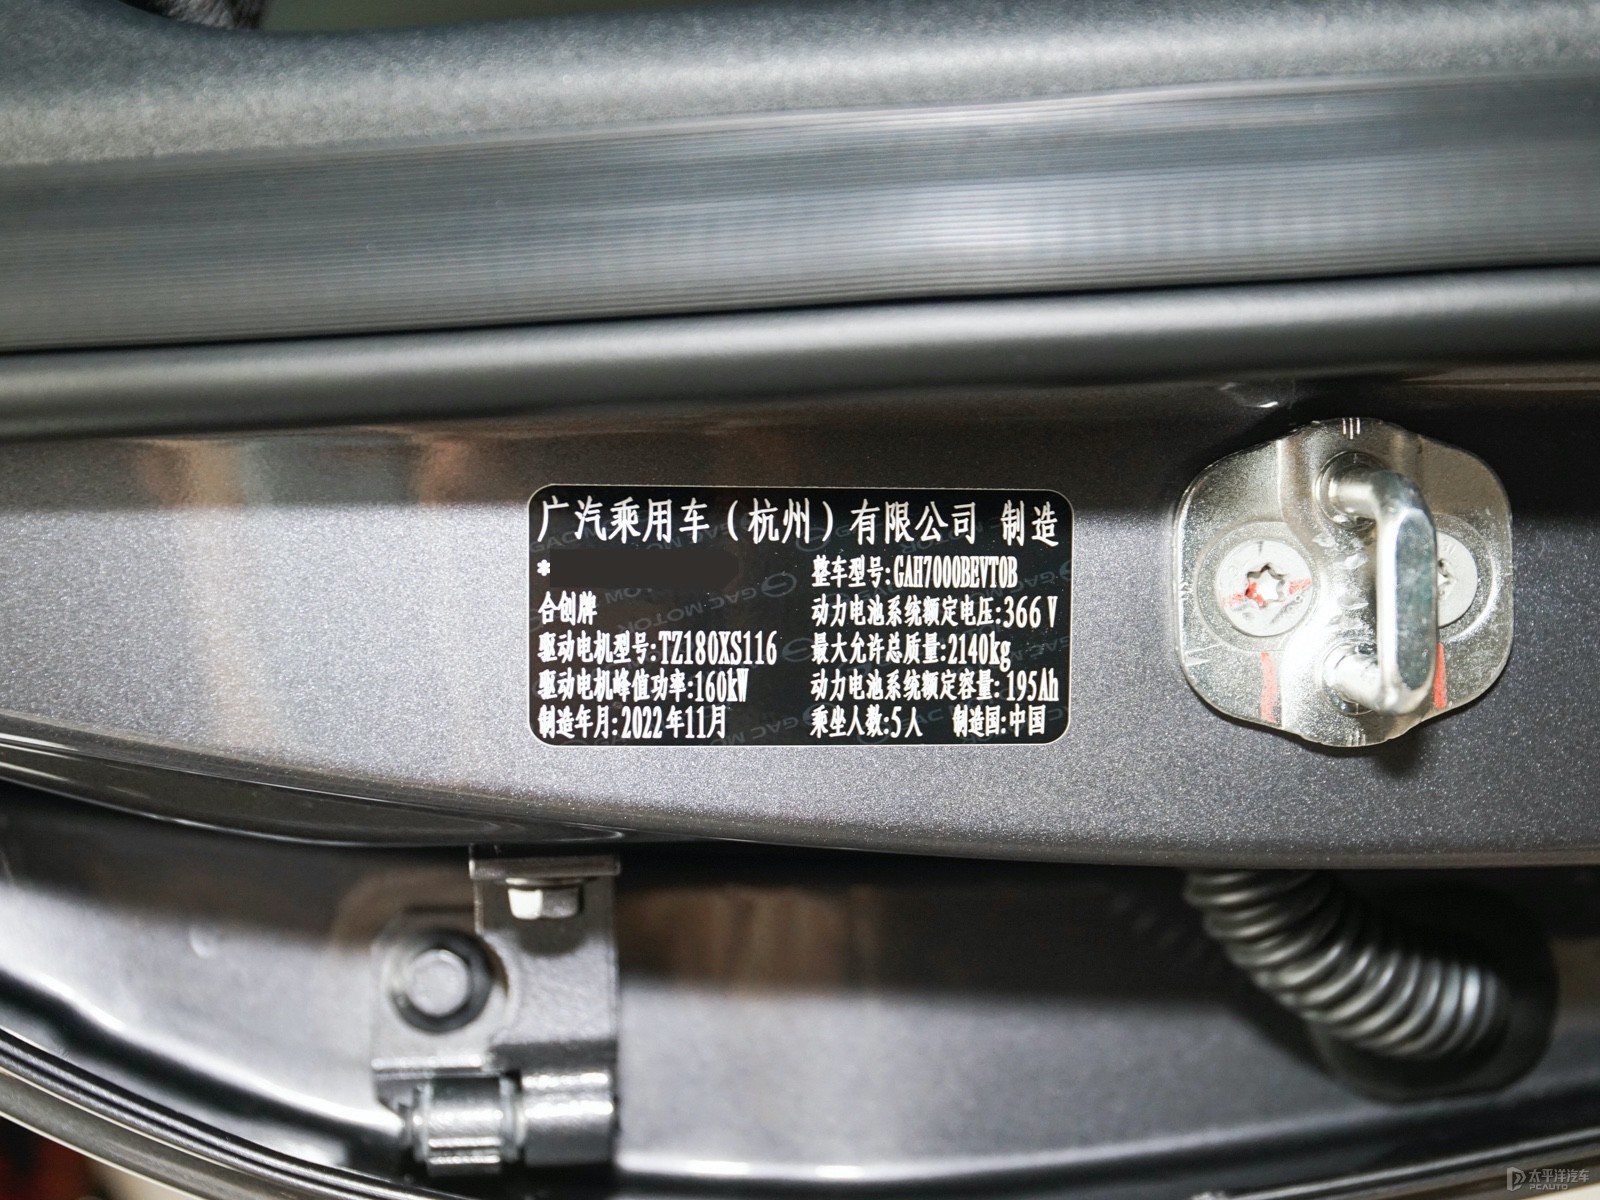 广汽乘用车（杭州）有限公司 制造
*
整车型号:GAH7000BEVT0B
合创牌
动力电池系统额定电压:366V
驱动电机型号:TZ180XS116
最大允许总质量:2140kg
驱动电机峰值功率:160kW
动力电池系统额定容量:195Ah
制造年月:2022年11月
乘坐人数:5人 制造国:中国
GAC MOTOR
太平洋汽车
PCAUTO